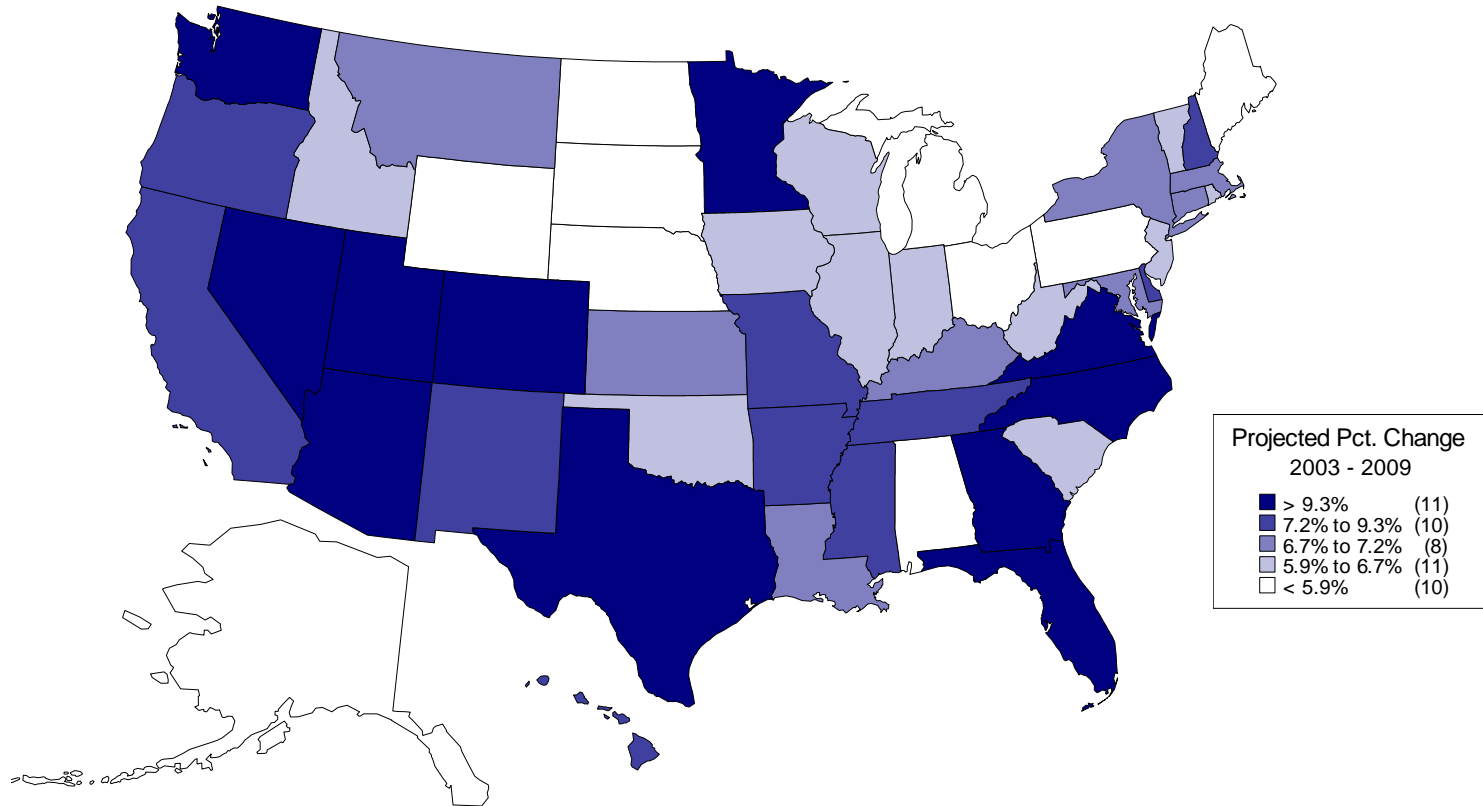 Projected Pct. Change
2003 - 2009
> 9.3% (11)
7.2% to 9.3% (10)
6.7% to 7.2% (8)
5.9% to 6.7% (11)
< 5.9% (10)